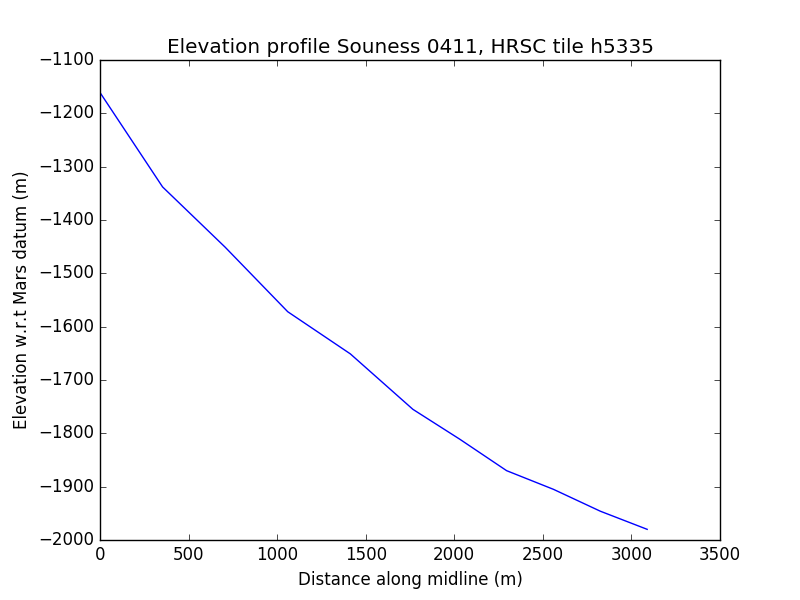 Elevation profile Souness 0411, HRSC tile h5335
−1100
−1200
−1300
−1400
−1500
−1600
−1700
−1800
−1900
−2000
Elevation w.r.t Mars datum (m)
0 500 1000 1500 2000 2500 3000 3500
Distance along midline (m)